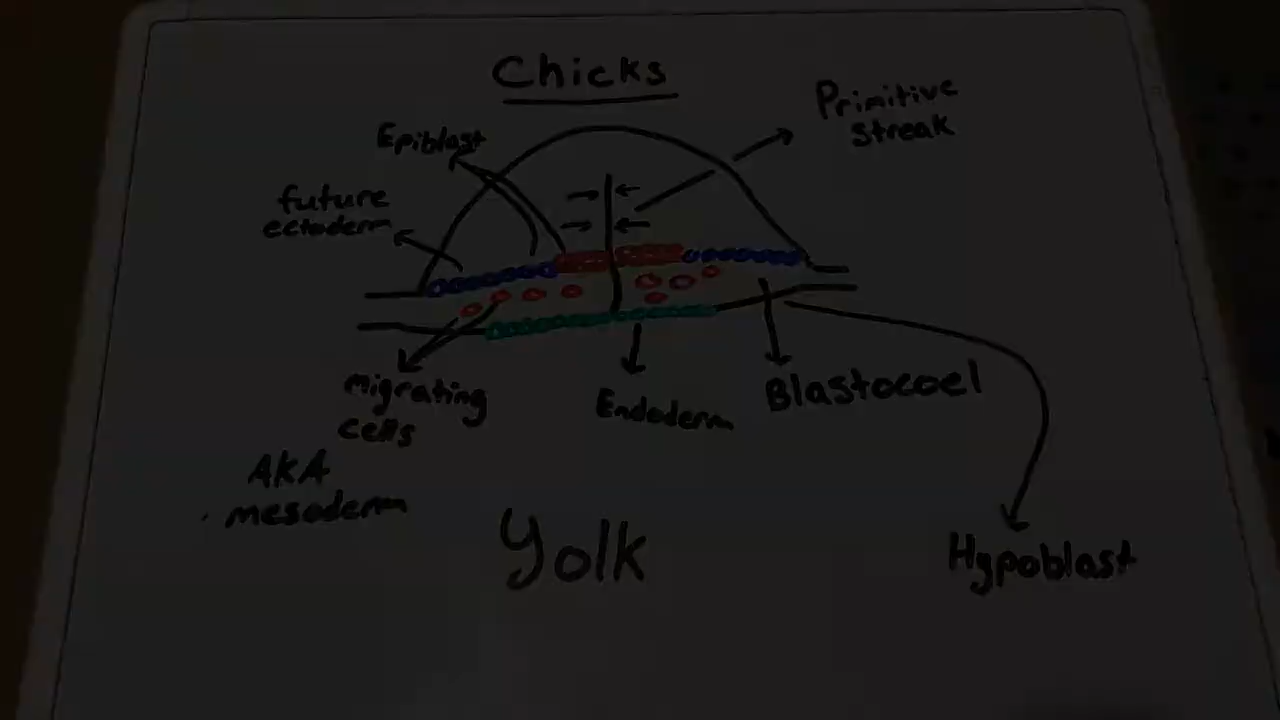 Chicks
Primitive
streak
Epiblast
future
ectoderm
migrating
cells
Endoderm
Blastocoel
AKA
mesoderm
Yolk
Hypoblast